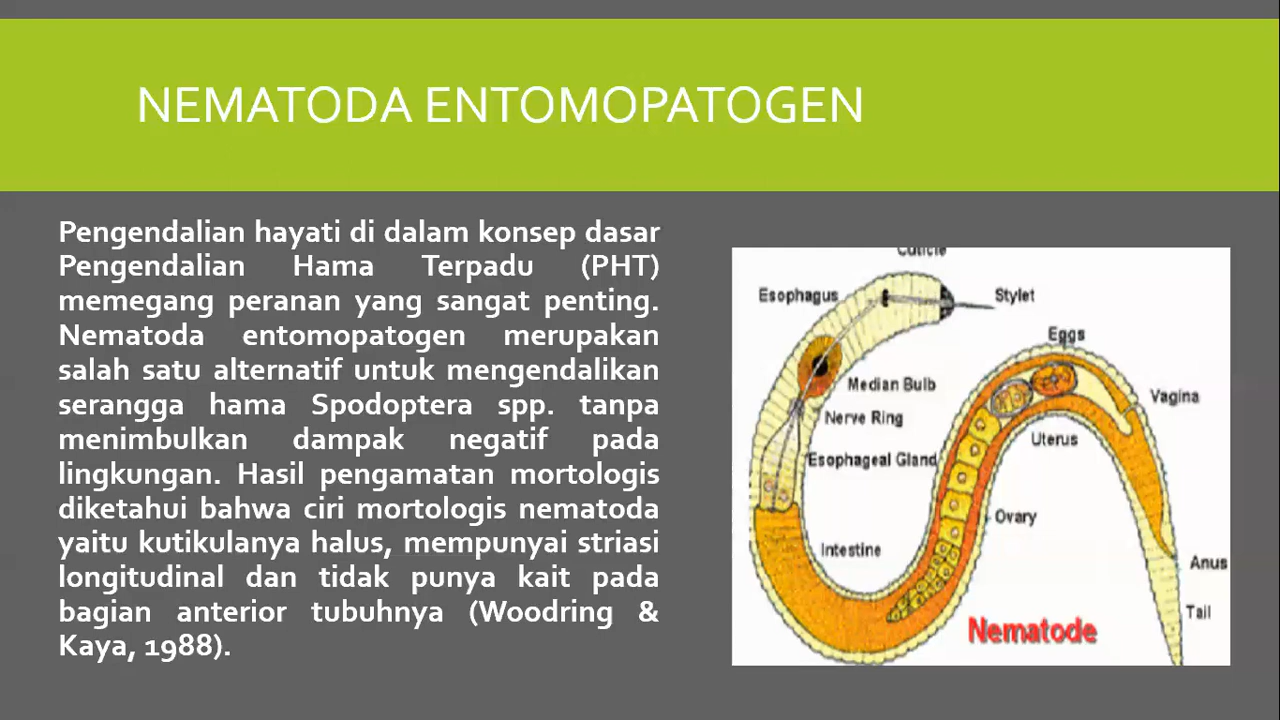 NEMATODA ENTOMOPATOGEN
Pengendalian hayati di dalam konsep dasar
Pengendalian Hama Terpadu (PHT)
memegang peranan yang sangat penting.
Nematoda entomopatogen merupakan
salah satu alternatif untuk mengendalikan
serangga hama Spodoptera spp. tanpa
menimbulkan dampak negatif pada
lingkungan. Hasil pengamatan mortologis
diketahui bahwa ciri mortologis nematoda
yaitu kutikulanya halus, mempunyai striasi
longitudinal dan tidak punya kait pada
bagian anterior tubuhnya (Woodring &
Kaya, 1988).
Cuticle
Esophagus
Stylet
Eggs
Median Bulb
Vagina
Nerve Ring
Uterus
Esophageal Gland
Ovary
Intestine
Anus
Tail
Nematode